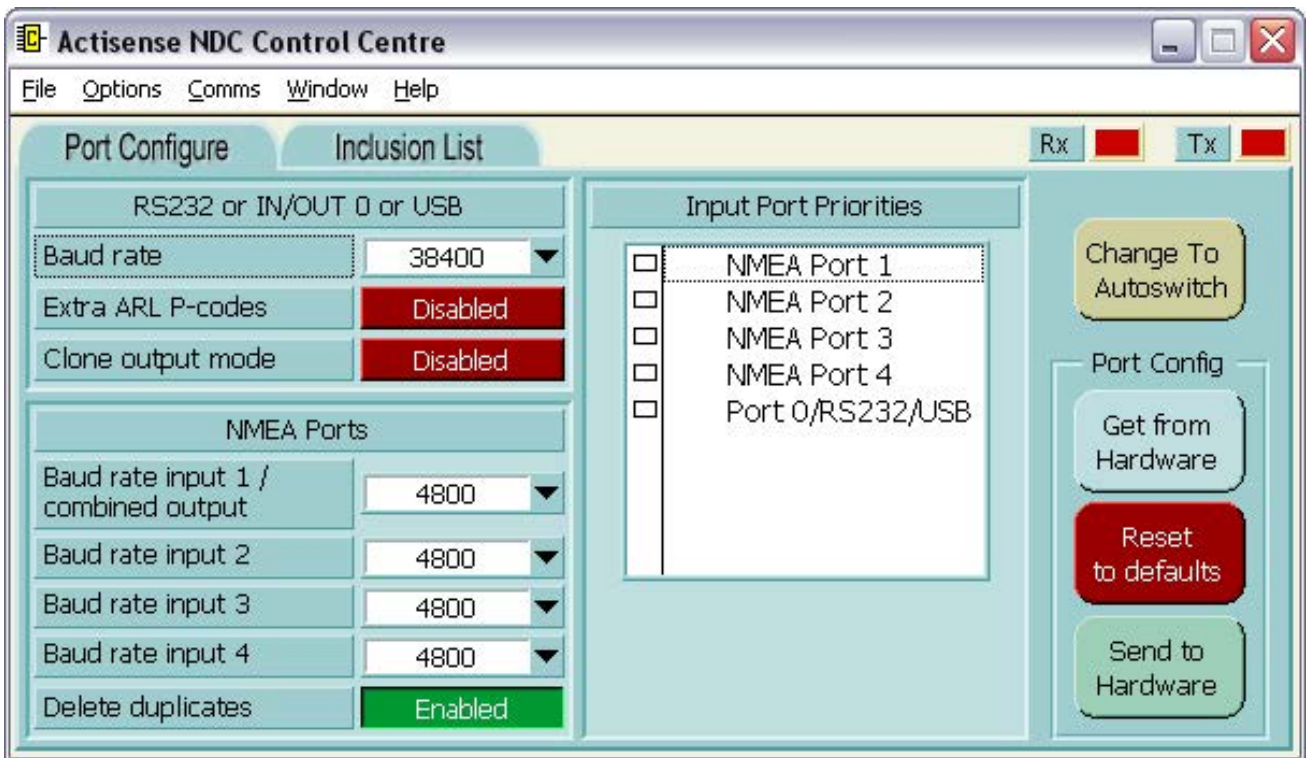 Actisense NDC Control Centre
File Options Comms Window Help
Port Configure Inclusion List Rx Tx
RS232 or IN/OUT 0 or USB
Baud rate 38400
Extra ARL P-codes Disabled
Clone output mode Disabled
NMEA Ports
Baud rate input 1 /
combined output 4800
Baud rate input 2 4800
Baud rate input 3 4800
Baud rate input 4 4800
Delete duplicates Enabled
Input Port Priorities
NMEA Port 1
NMEA Port 2
NMEA Port 3
NMEA Port 4
Port 0/RS232/USB
Change To
Autoswitch
Port Config
Get from
Hardware
Reset
to defaults
Send to
Hardware